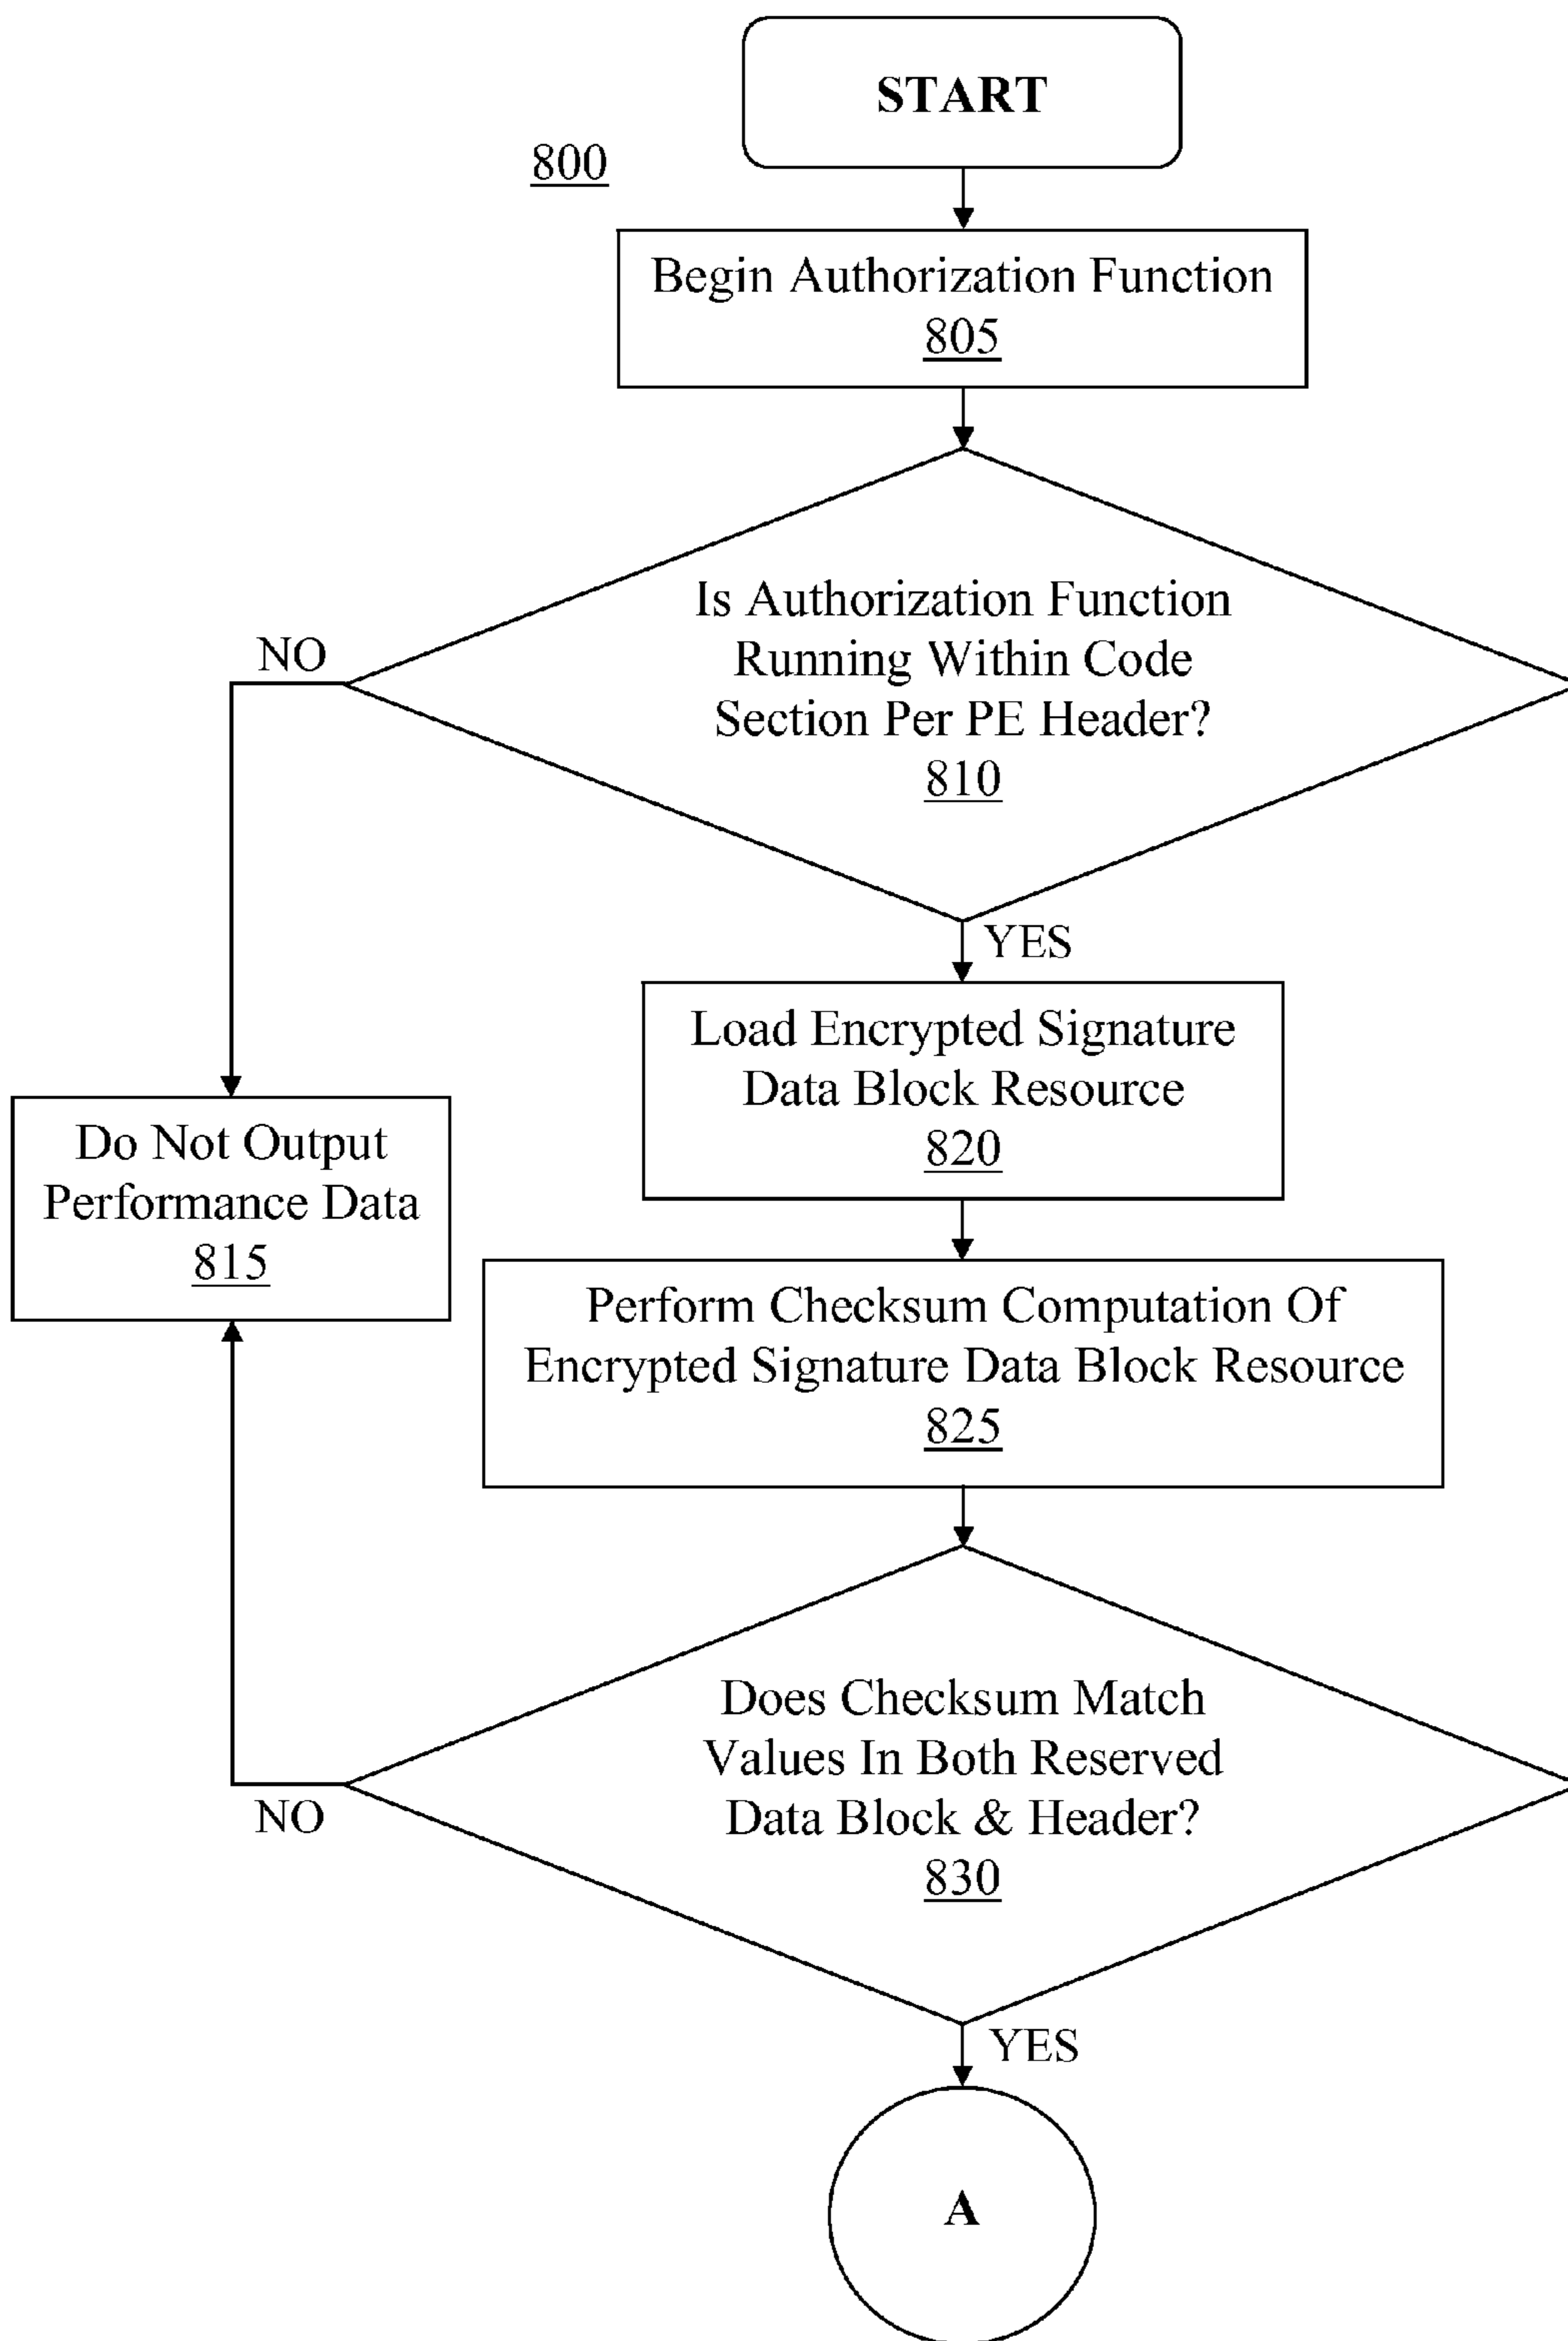 START
800
Begin Authorization Function
805
Is Authorization Function
Running Within Code
Section Per PE Header?
810
NO
YES
Load Encrypted Signature
Data Block Resource
820
Do Not Output
Performance Data
815
Perform Checksum Computation Of
Encrypted Signature Data Block Resource
825
Does Checksum Match
Values In Both Reserved
Data Block & Header?
830
NO
YES
A